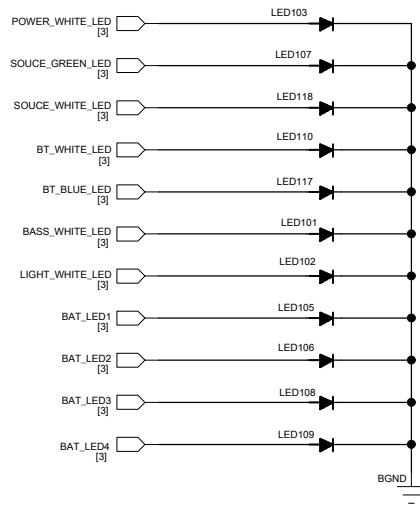 LED103
POWER_WHITE_LED
[3]
LED107
SOUCE_GREEN_LED
[3]
LED118
SOUCE_WHITE_LED
[3]
LED110
BT_WHITE_LED
[3]
LED117
BT_BLUE_LED
[3]
LED101
BASS_WHITE_LED
[3]
LED102
LIGHT_WHITE_LED
[3]
LED105
BAT_LED1
[3]
LED106
BAT_LED2
[3]
LED108
BAT_LED3
[3]
LED109
BAT_LED4
[3]
BGND